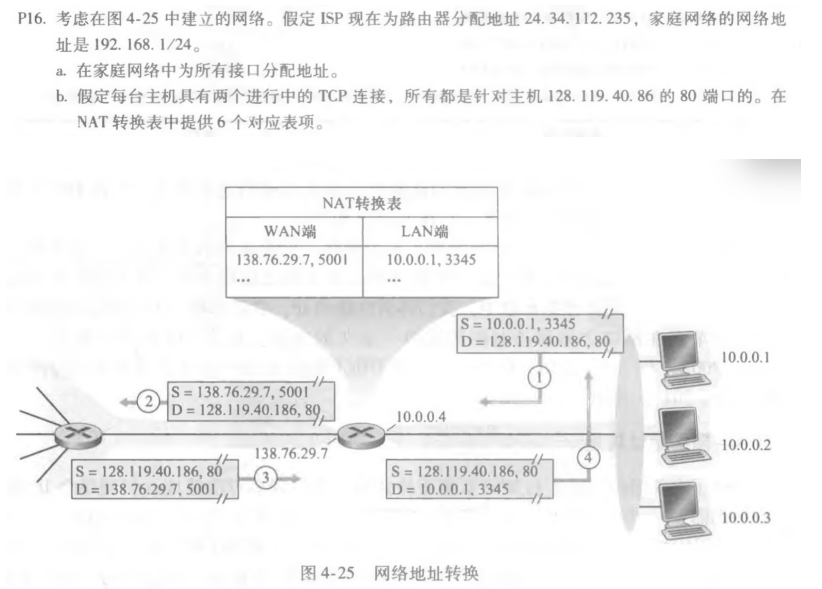 P16. 考虑在图4-25中建立的网络。假定 ISP 现在为路由器分配地址 24.34.112.235，家庭网络的网络地
址是 192.168.1/24。
a. 在家庭网络中为所有接口分配地址。
b. 假定每台主机具有两个进行中的 TCP 连接，所有都是针对主机 128.119.40.86 的 80 端口的。在
NAT 转换表中提供 6 个对应表项。
NAT转换表
WAN端 LAN端
138.76.29.7, 5001 10.0.0.1, 3345
... ...
S = 10.0.0.1, 3345
D = 128.119.40.186, 80
10.0.0.1
1
2
S = 138.76.29.7, 5001
D = 128.119.40.186, 80
10.0.0.4
10.0.0.2
138.76.29.7
4
S = 128.119.40.186, 80
D = 138.76.29.7, 5001
3
S = 128.119.40.186, 80
D = 10.0.0.1, 3345
10.0.0.3
图 4-25 网络地址转换